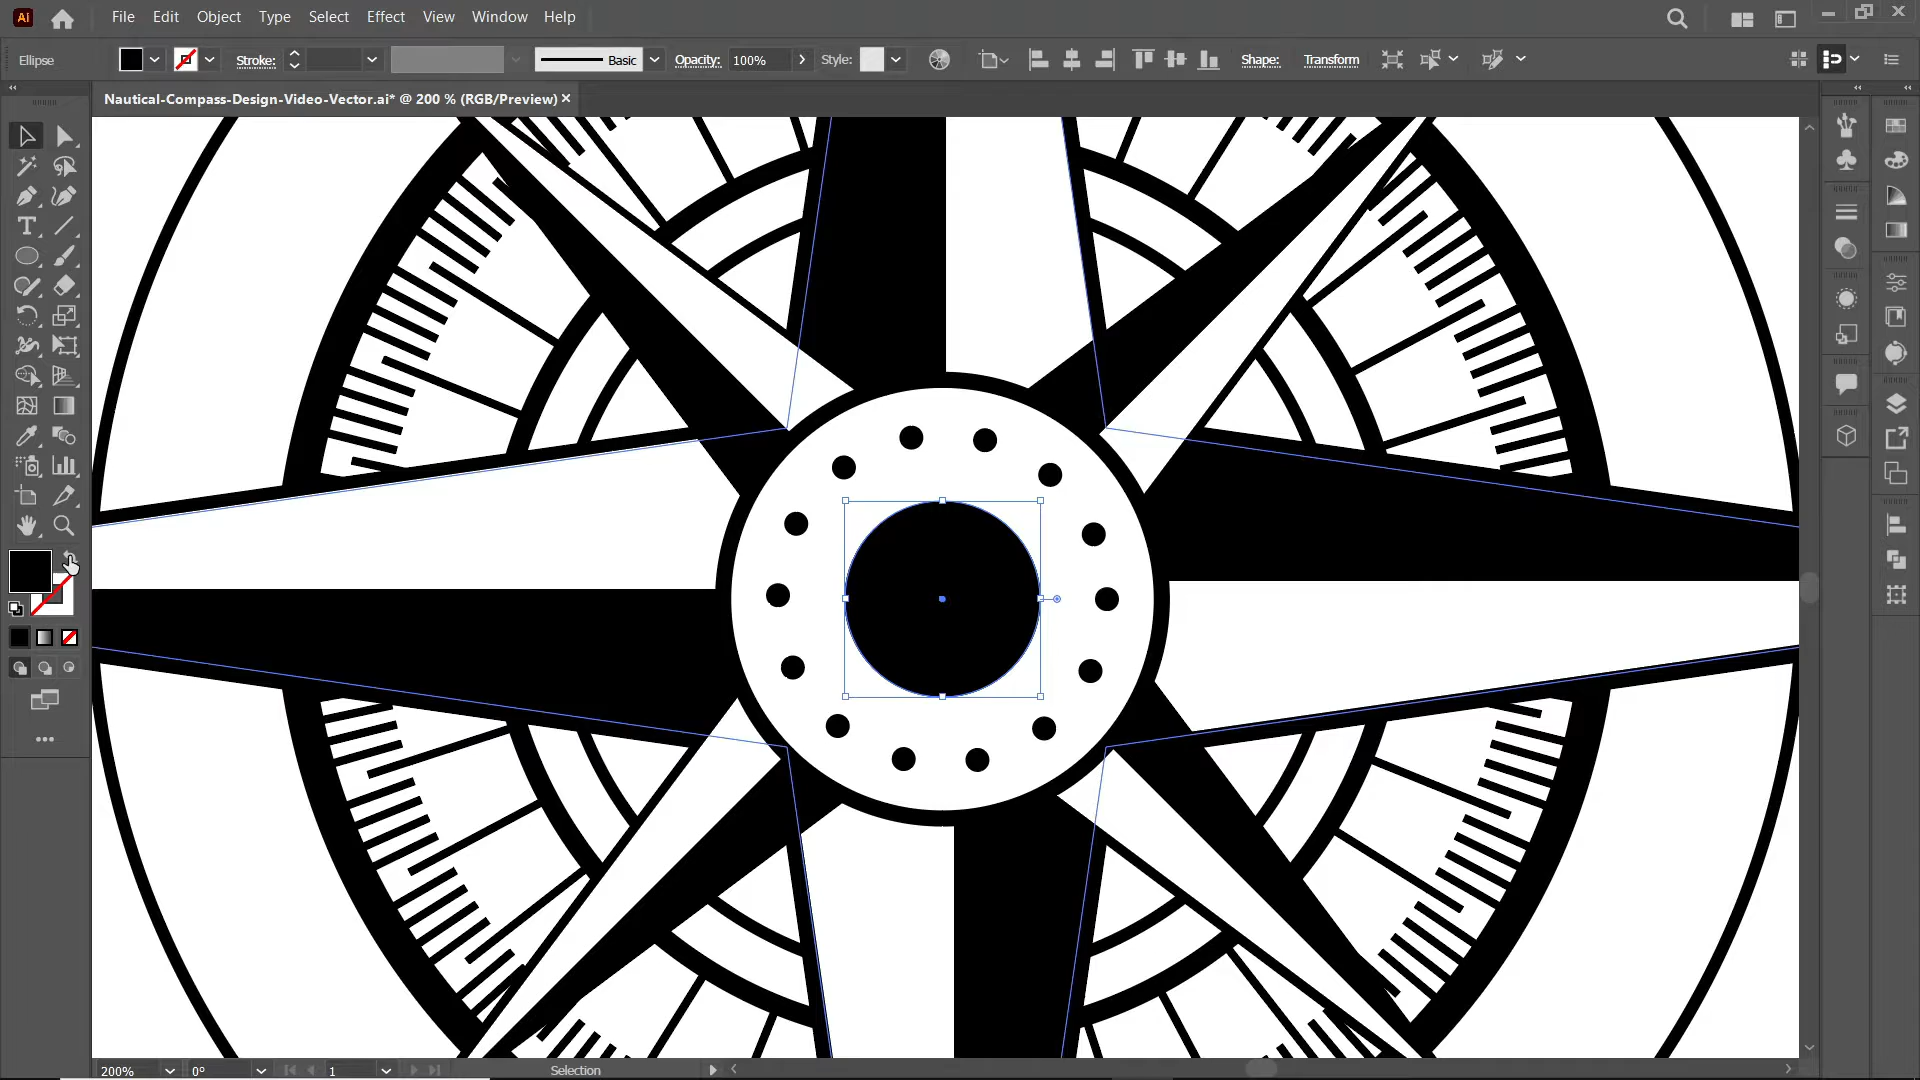 Ai File Edit Object Type Select Effect View Window Help
Ellipse Stroke: Basic Opacity: 100% Style: Shape: Transform
Nautical-Compass-Design-Video-Vector.ai* @ 200 % (RGB/Preview)
200% 0° 1 Selection